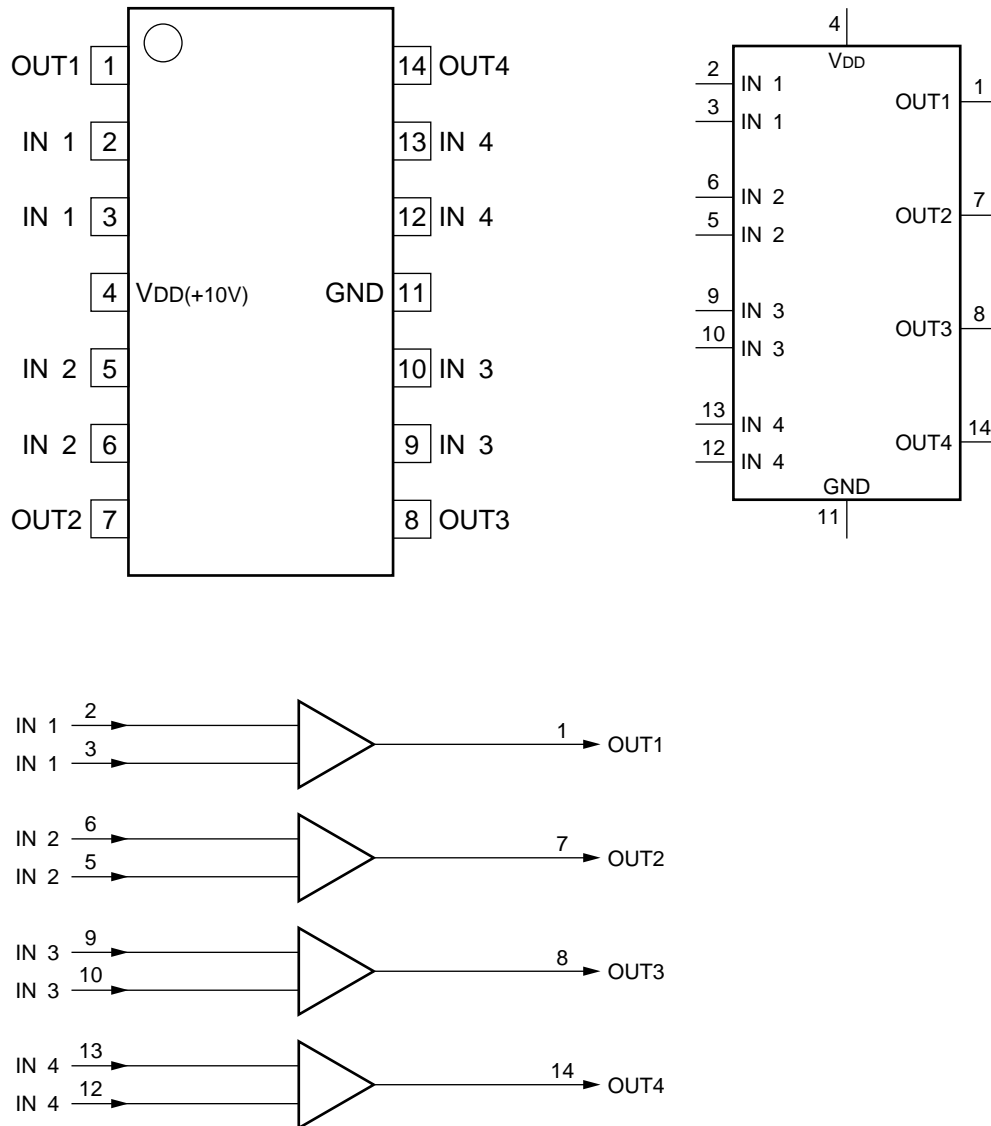 OUT1 1 14 OUT4
IN 1 2 13 IN 4
IN 1 3 12 IN 4
4 VDD(+10V) GND 11
IN 2 5 10 IN 3
IN 2 6 9 IN 3
OUT2 7 8 OUT3
4
VDD
2 IN 1
3 IN 1
OUT1 1
6 IN 2
5 IN 2
OUT2 7
9 IN 3
10 IN 3
OUT3 8
13 IN 4
12 IN 4
OUT4 14
GND
11
IN 1 2
IN 1 3
1 OUT1
IN 2 6
IN 2 5
7 OUT2
IN 3 9
IN 3 10
8 OUT3
IN 4 13
IN 4 12
14 OUT4